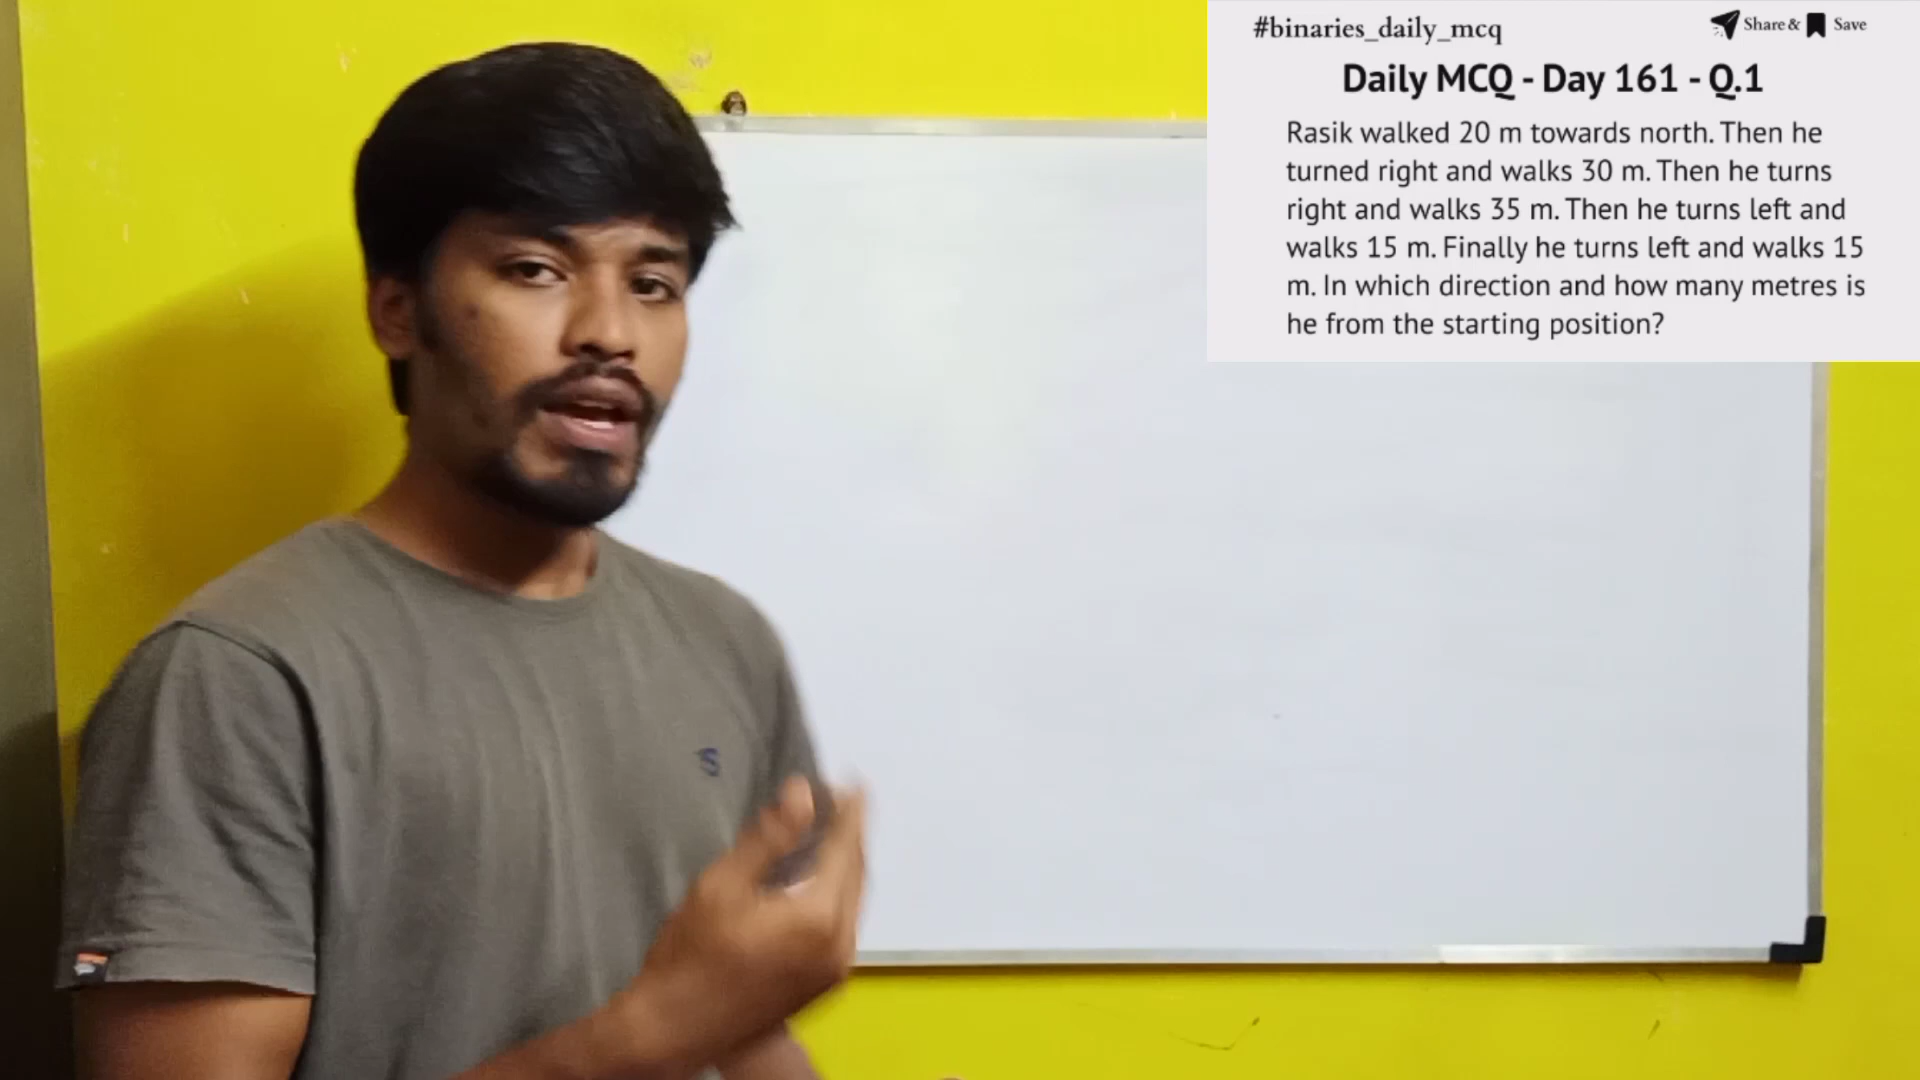 #binaries_daily_mcq
Share & Save
Daily MCQ - Day 161 - Q.1
Rasik walked 20 m towards north. Then he
turned right and walks 30 m. Then he turns
right and walks 35 m. Then he turns left and
walks 15 m. Finally he turns left and walks 15
m. In which direction and how many metres is
he from the starting position?